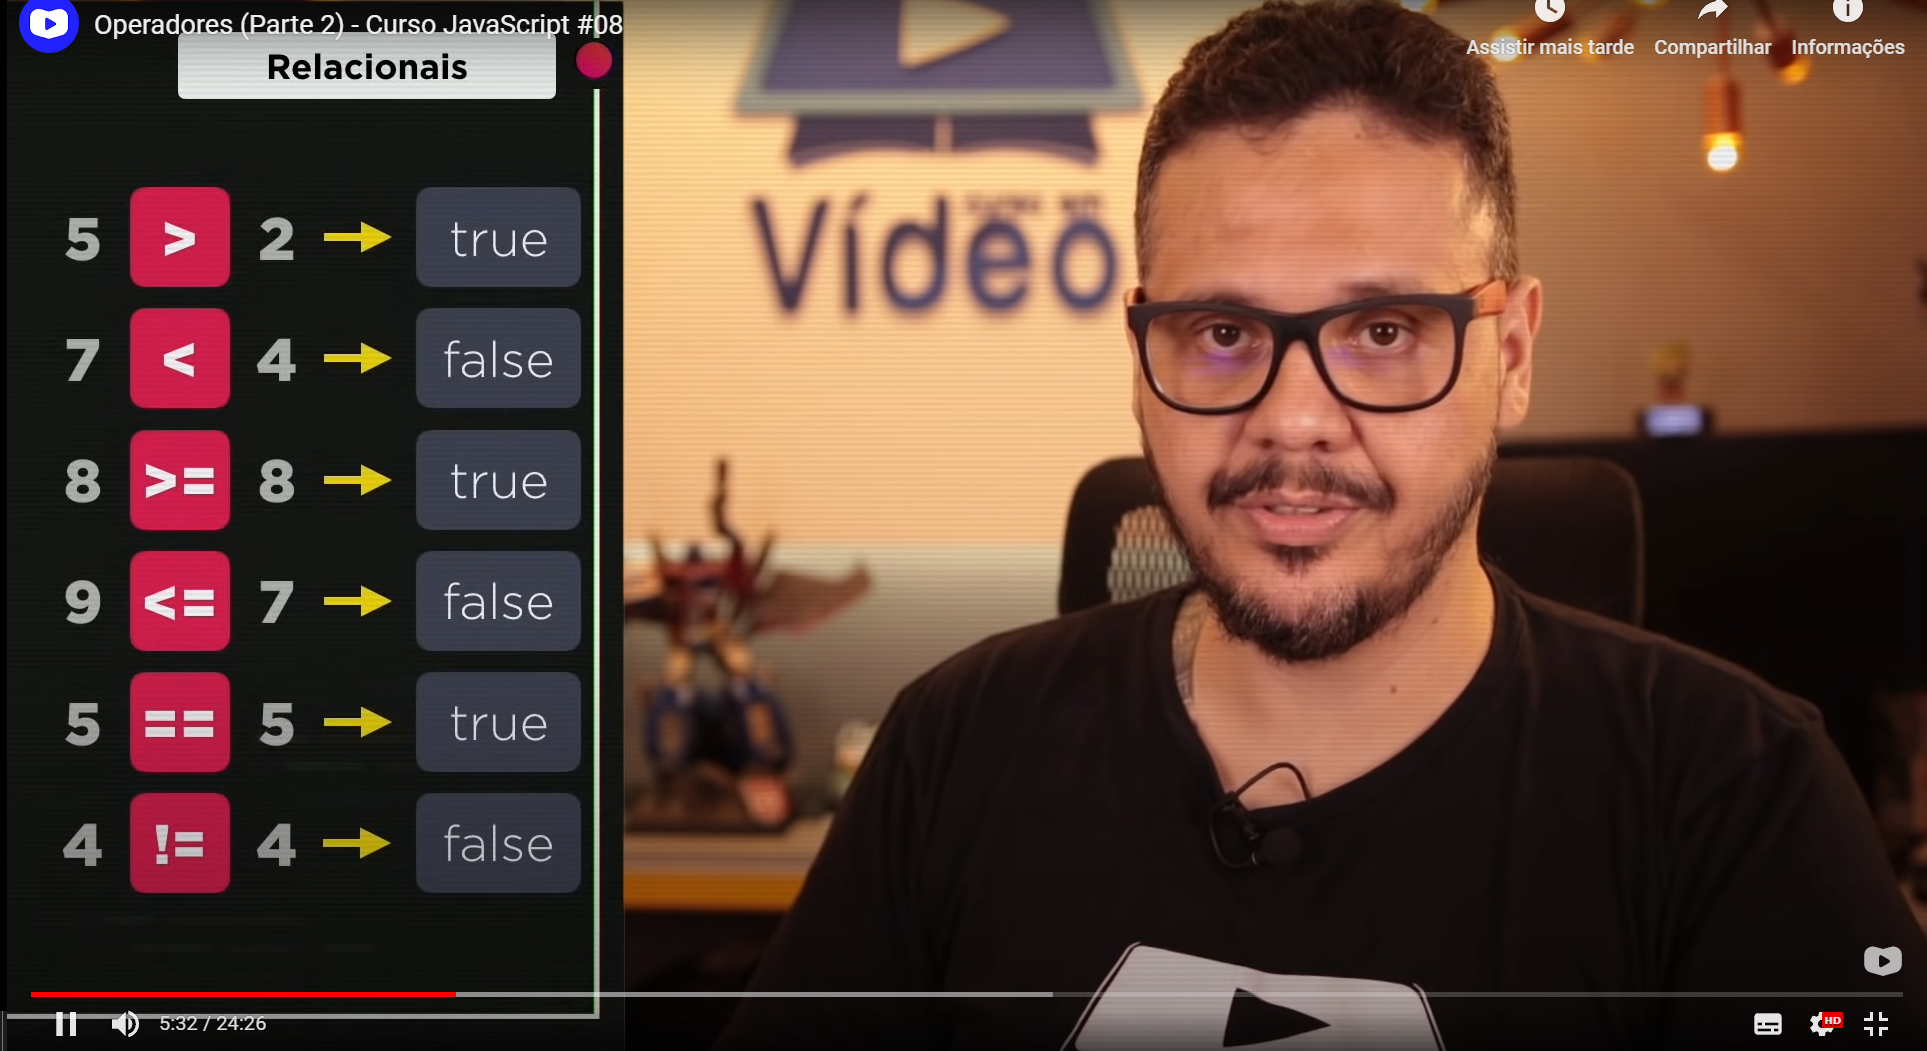 Operadores (Parte 2) - Curso JavaScript #08
Assistir mais tarde
Compartilhar
Informações
Relacionais
5 > 2 → true
7 < 4 → false
8 >= 8 → true
9 <= 7 → false
5 == 5 → true
4 != 4 → false
Vídeo
5:32 / 24:26
HD